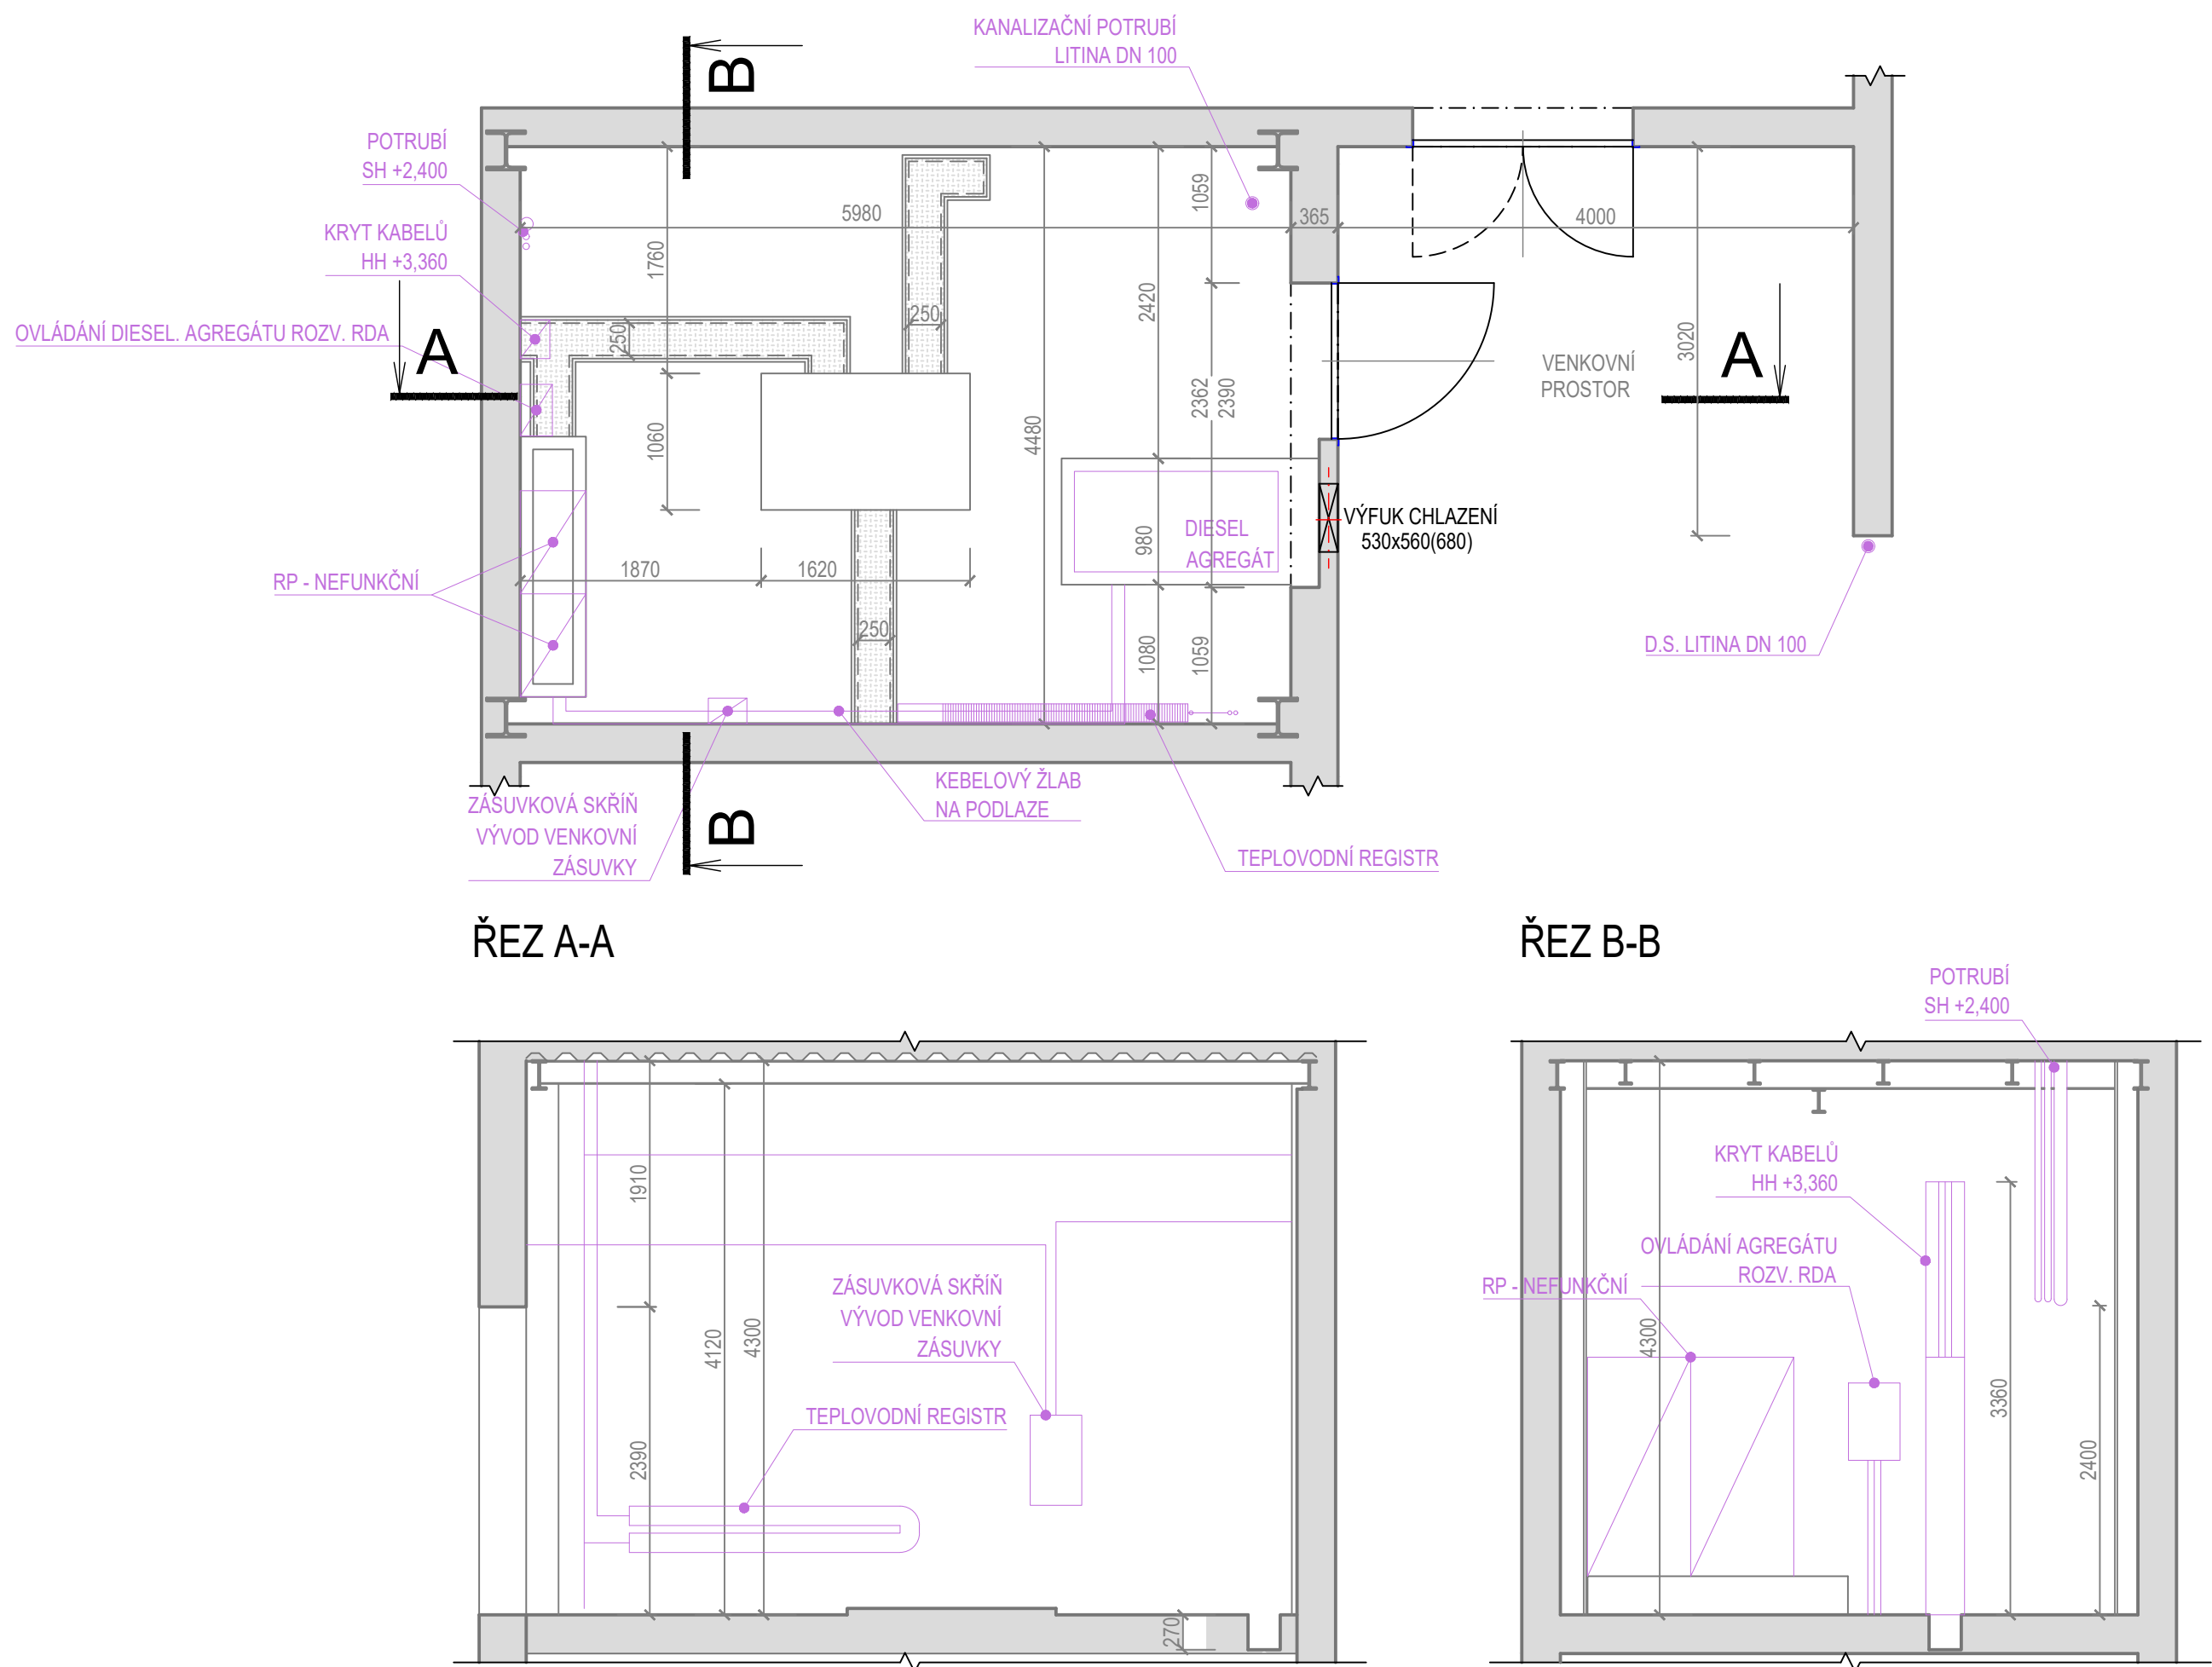 KANALIZAČNÍ POTRUBÍ
LITINA DN 100
B
POTRUBÍ
SH +2,400
KRYT KABELŮ
HH +3,360
OVLÁDÁNÍ DIESEL. AGREGÁTU ROZV. RDA
A
5980
365
4000
1760
1059
250
250
2420
1060
4480
2362
2390
3020
VENKOVNÍ
PROSTOR
A
VÝFUK CHLAZENÍ
530x560(680)
DIESEL
AGREGÁT
980
1870
1620
RP - NEFUNKČNÍ
250
1080
1059
D.S. LITINA DN 100
KEBELOVÝ ŽLAB
NA PODLAZE
ZÁSUVKOVÁ SKŘÍŇ
VÝVOD VENKOVNÍ
ZÁSUVKY
B
TEPLOVODNÍ REGISTR
ŘEZ A-A
1910
4120
4300
2390
ZÁSUVKOVÁ SKŘÍŇ
VÝVOD VENKOVNÍ
ZÁSUVKY
TEPLOVODNÍ REGISTR
270
ŘEZ B-B
POTRUBÍ
SH +2,400
KRYT KABELŮ
HH +3,360
OVLÁDÁNÍ AGREGÁTU
ROZV. RDA
RP - NEFUNKČNÍ
4300
3360
2400